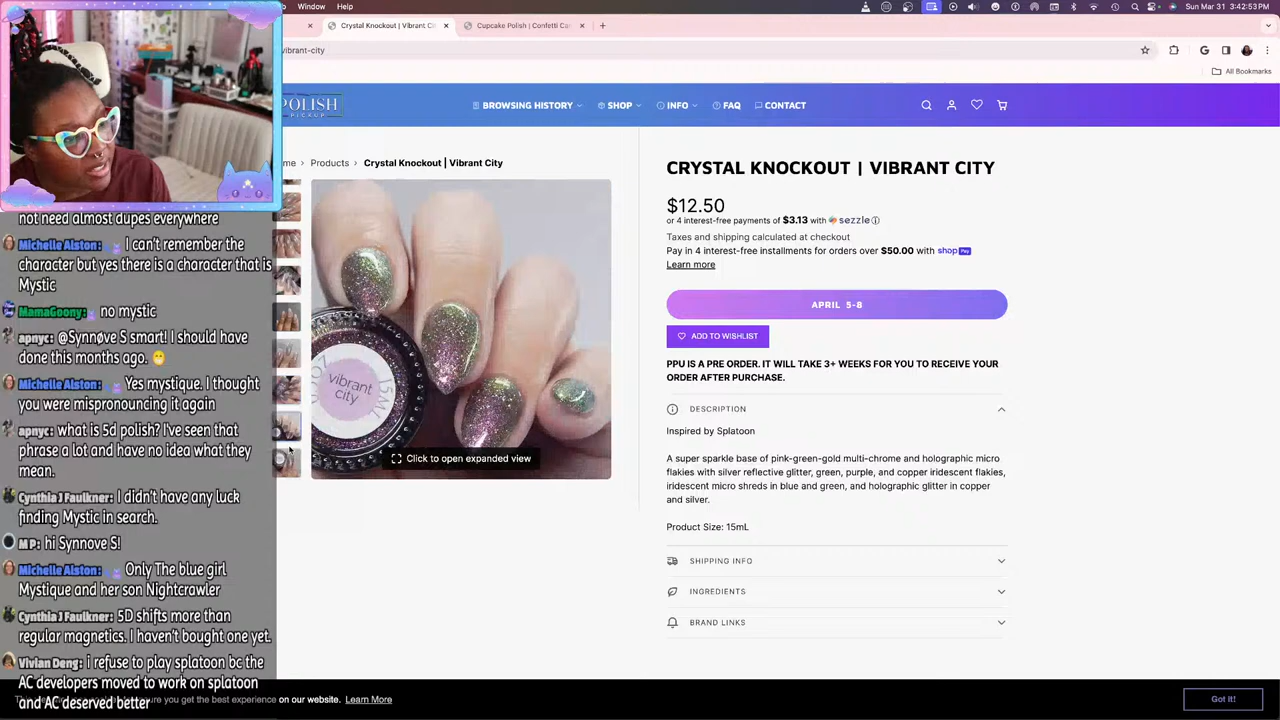 Window Help
Sun Mar 31 3:42:53 PM
Crystal Knockout | Vibrant Ci
Cupcake Polish | Confetti Ca
vibrant-city
All Bookmarks
POLISH
PICKUP
BROWSING HISTORY
SHOP
INFO
FAQ
CONTACT
me > Products > Crystal Knockout | Vibrant City
CRYSTAL KNOCKOUT | VIBRANT CITY
$12.50
or 4 interest-free payments of $3.13 with sezzle
Taxes and shipping calculated at checkout
Pay in 4 interest-free installments for orders over $50.00 with shop Pay
Learn more
APRIL 5-8
ADD TO WISHLIST
PPU IS A PRE ORDER. IT WILL TAKE 3+ WEEKS FOR YOU TO RECEIVE YOUR
ORDER AFTER PURCHASE.
DESCRIPTION
Inspired by Splatoon
A super sparkle base of pink-green-gold multi-chrome and holographic micro
flakies with silver reflective glitter, green, purple, and copper iridescent flakies,
iridescent micro shreds in blue and green, and holographic glitter in copper
and silver.
Product Size: 15mL
SHIPPING INFO
INGREDIENTS
BRAND LINKS
vibrant
city
15ML
Click to open expanded view
not need almost dupes everywhere
Michelle Alston: I can't remember the
character but yes there is a character that is
Mystic
MamaGoony: no mystic
apnyc: @Synnøve S smart! I should have
done this months ago.
Michelle Alston: Yes mystique. I thought
you were mispronouncing it again
apnyc: what is 5d polish? I've seen that
phrase a lot and have no idea what they
mean.
Cynthia J Faulkner: I didn't have any luck
finding Mystic in search.
MP: hi Synnove S!
Michelle Alston: Only The blue girl
Mystique and her son Nightcrawler
Cynthia J Faulkner: 5D shifts more than
regular magnetics. I haven't bought one yet.
Vivian Deng: i refuse to play splatoon bc the
AC developers moved to work on splatoon
and AC deserved better
you get the best experience on our website. Learn More
Got it!